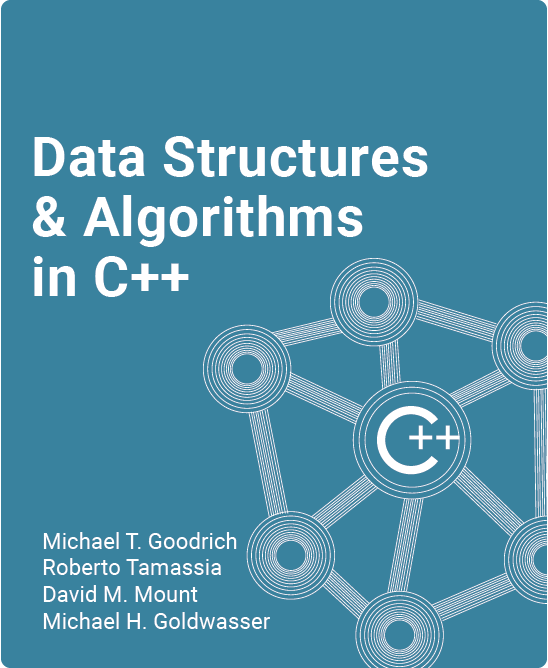 Data Structures
& Algorithms
in C++
C++
Michael T. Goodrich
Roberto Tamassia
David M. Mount
Michael H. Goldwasser